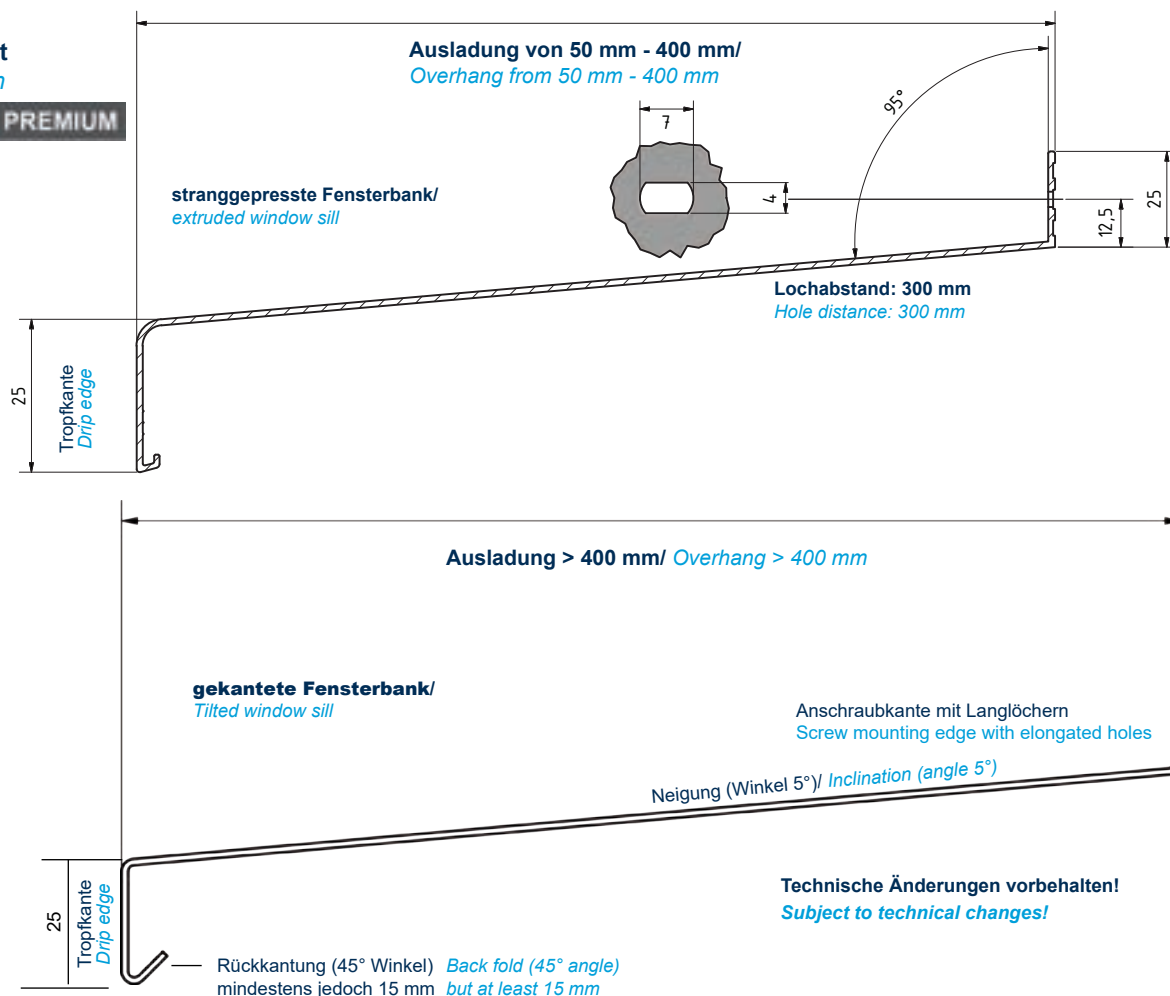 t
n
PREMIUM
Ausladung von 50 mm - 400 mm/
Overhang from 50 mm - 400 mm
95°
7
4
stranggepresste Fensterbank/
extruded window sill
25
12,5
Lochabstand: 300 mm
Hole distance: 300 mm
25
Tropfkante
Drip edge
Ausladung > 400 mm/ Overhang > 400 mm
gekantete Fensterbank/
Tilted window sill
Anschraubkante mit Langlöchern
Screw mounting edge with elongated holes
Neigung (Winkel 5°)/ Inclination (angle 5°)
25
Tropfkante
Drip edge
Technische Änderungen vorbehalten!
Subject to technical changes!
Rückkantung (45° Winkel) Back fold (45° angle)
mindestens jedoch 15 mm but at least 15 mm